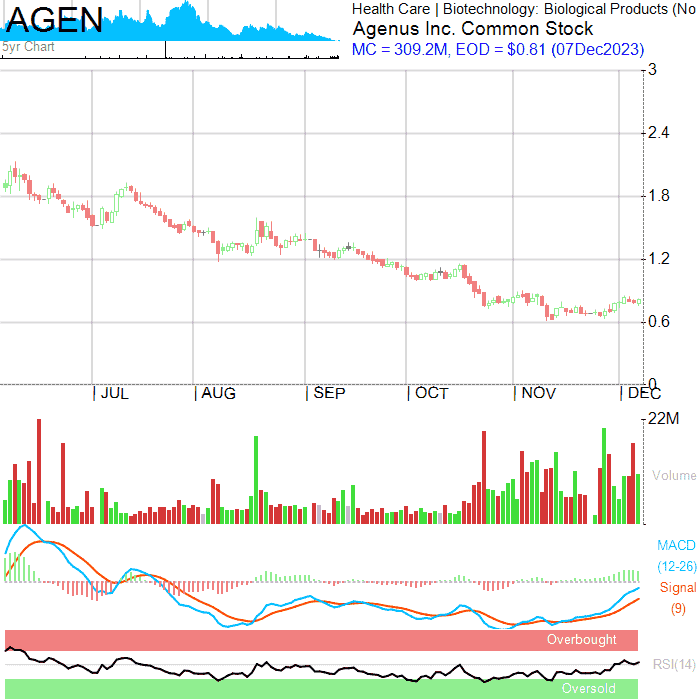 AGEN
5yr Chart
Health Care | Biotechnology: Biological Products (No
Agenus Inc. Common Stock
MC = 309.2M, EOD = $0.81 (07Dec2023)
3
2.4
1.8
1.2
0.6
0
| JUL | AUG | SEP | OCT | NOV | DEC
22M
Volume
MACD
(12-26)
Signal
(9)
Overbought
RSI(14)
Oversold